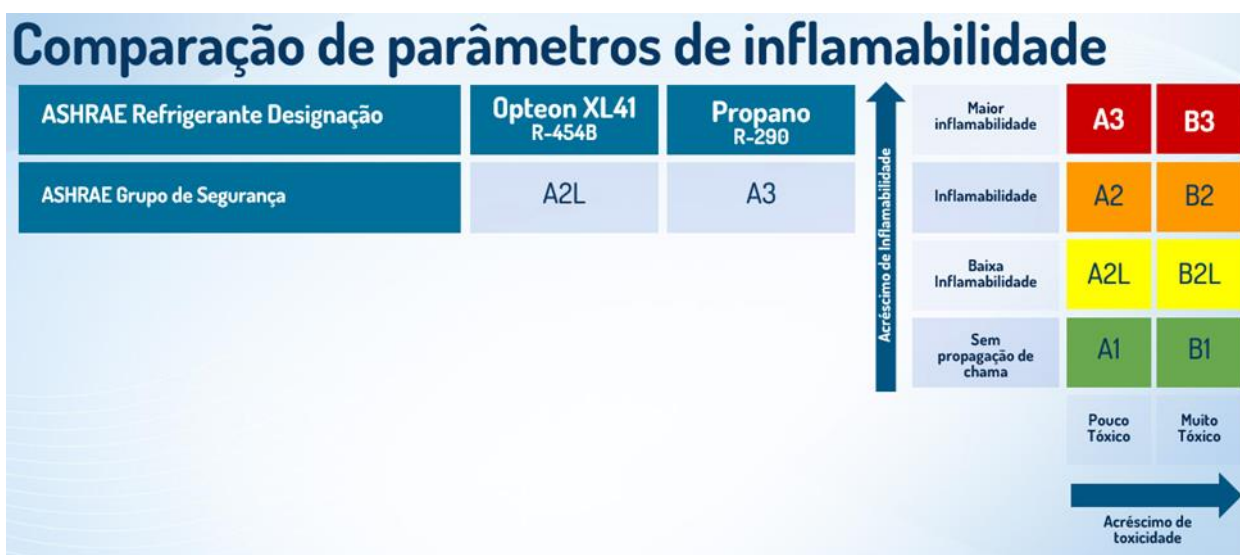 Comparação de parâmetros de inflamabilidade
ASHRAE Refrigerante Designação
Opteon XL41
R-454B
Propano
R-290
ASHRAE Grupo de Segurança
A2L
A3
Acréscimo de Inflamabilidade
Maior
inflamabilidade
A3
B3
Inflamabilidade
A2
B2
Baixa
Inflamabilidade
A2L
B2L
Sem
propagação de
chama
A1
B1
Pouco
Tóxico
Muito
Tóxico
Acréscimo de
toxicidade